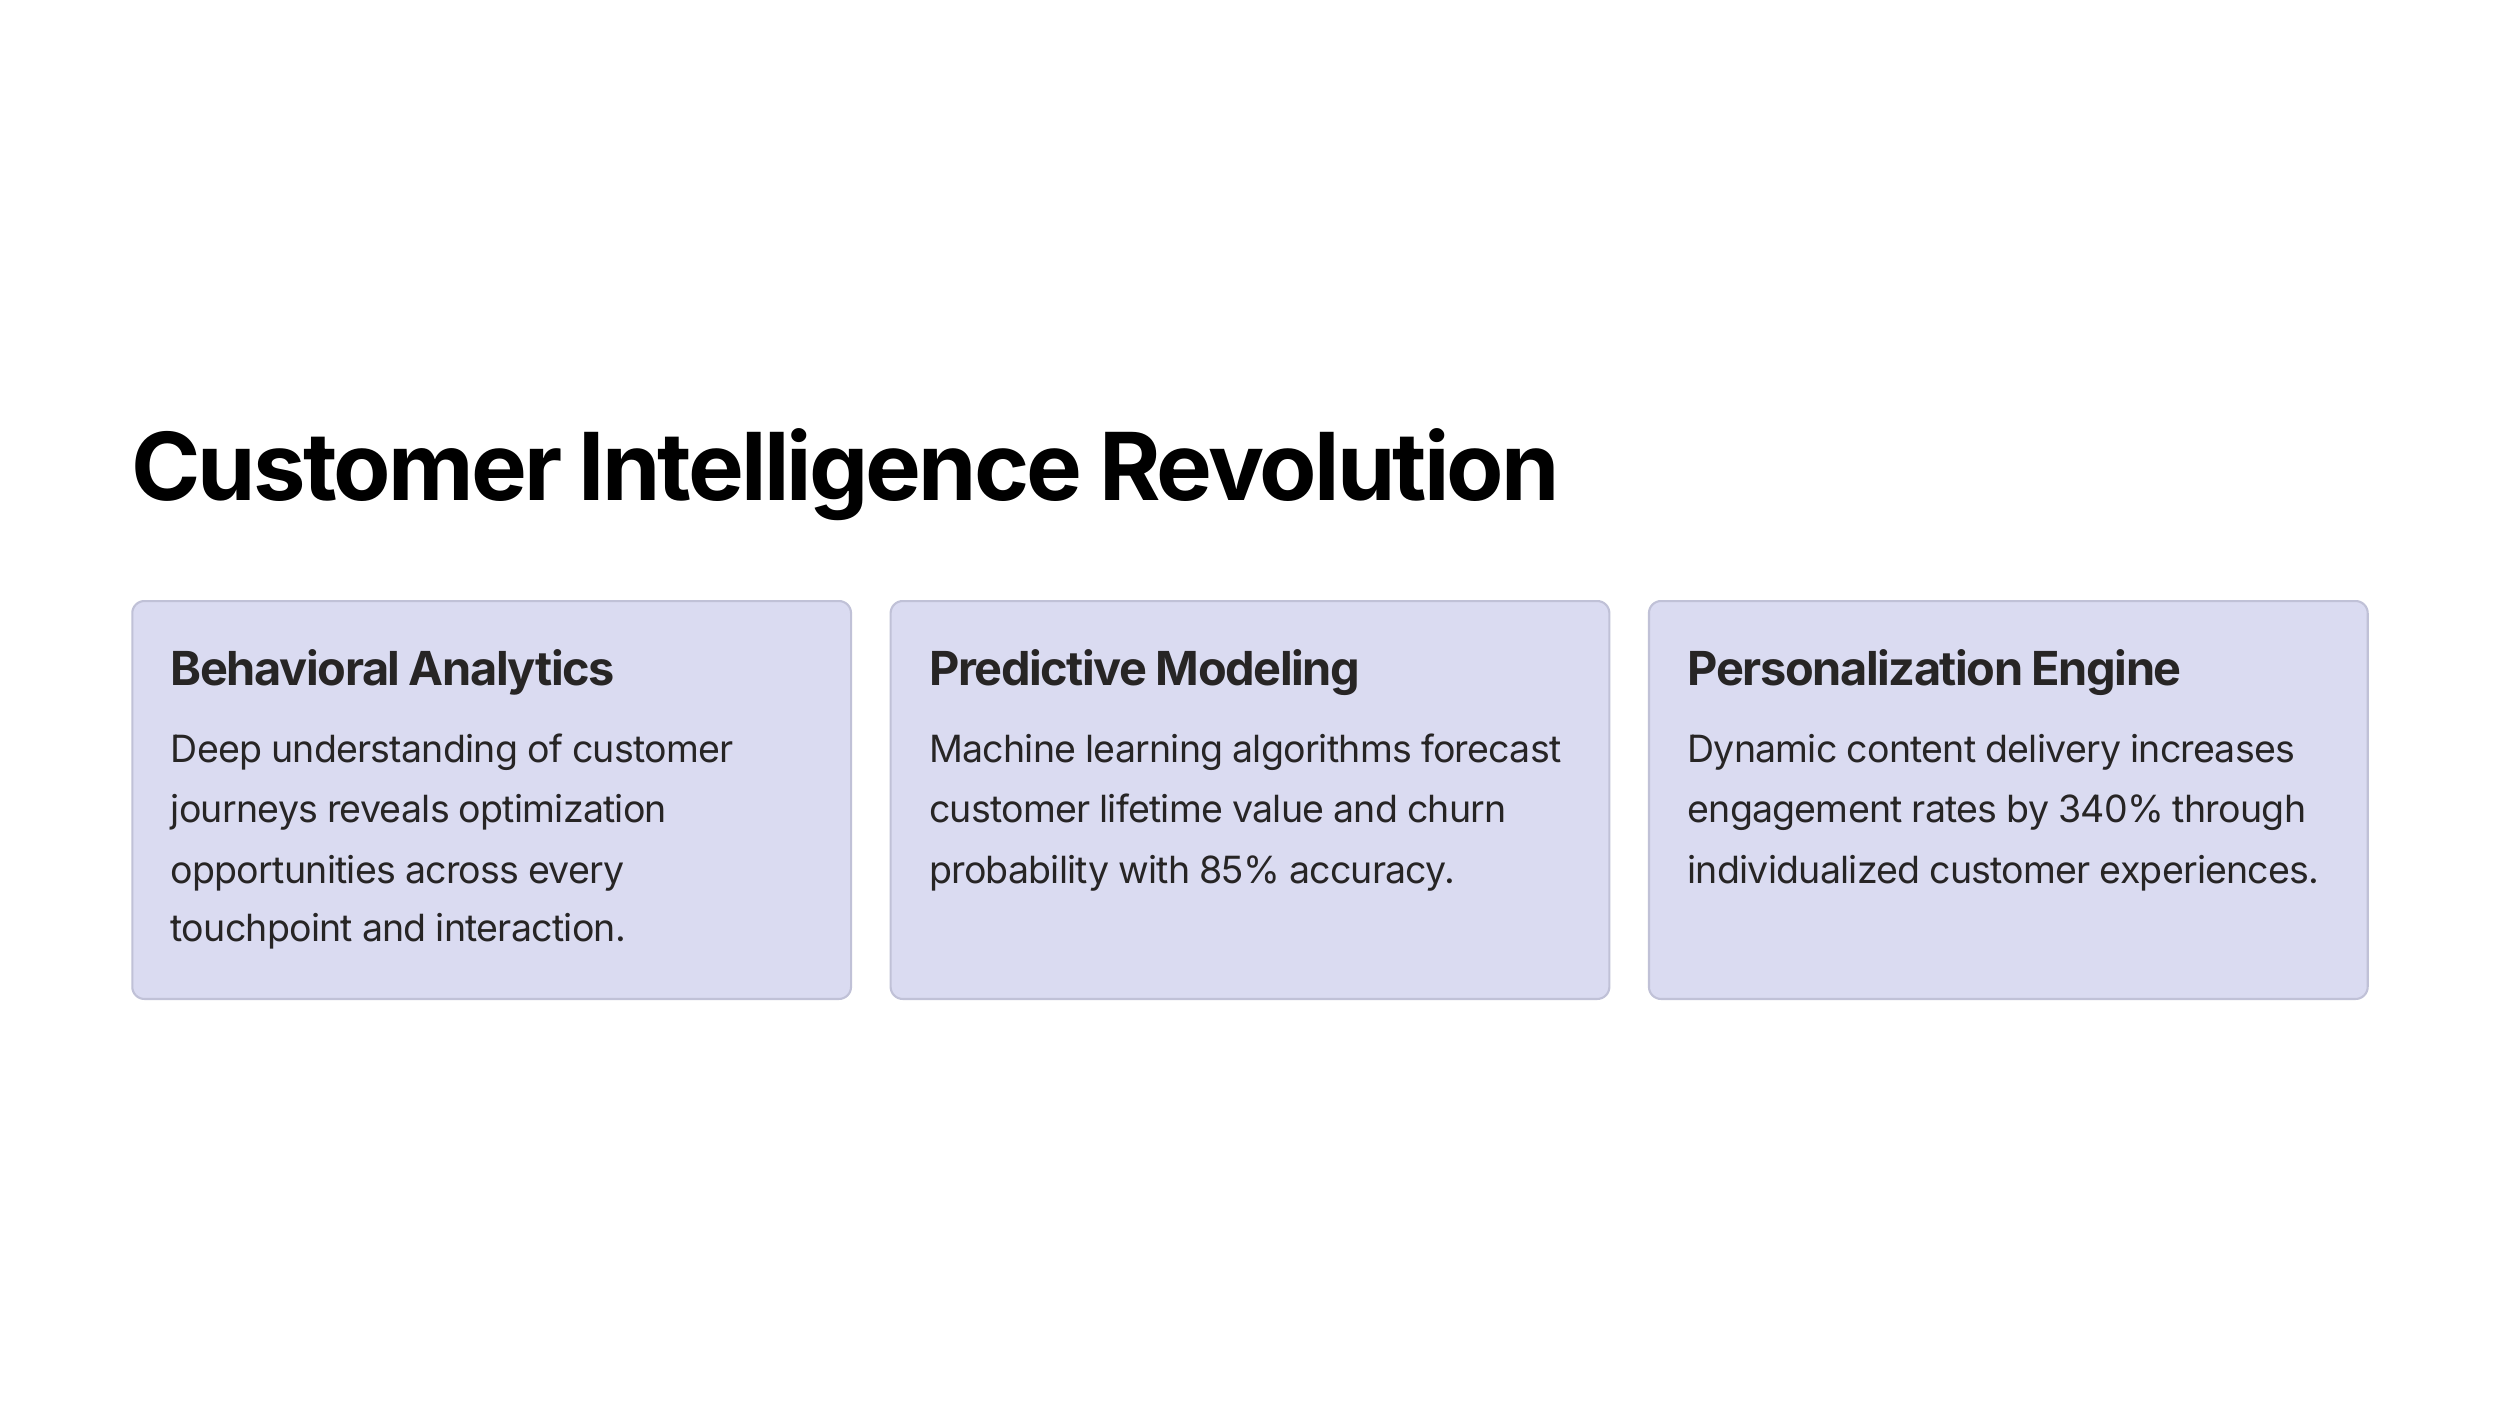 Customer Intelligence Revolution
Behavioral Analytics
Deep understanding of customer
journeys reveals optimization
opportunities across every
touchpoint and interaction.
Predictive Modeling
Machine learning algorithms forecast
customer lifetime value and churn
probability with 85% accuracy.
Personalization Engine
Dynamic content delivery increases
engagement rates by 340% through
individualized customer experiences.